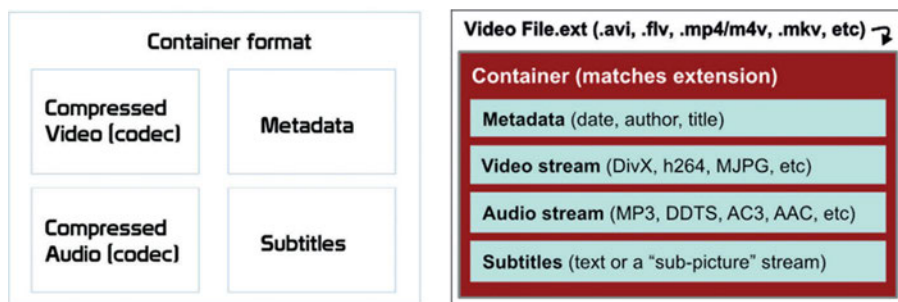 Container format
Compressed
Video (codec)
Metadata
Compressed
Audio (codec)
Subtitles
Video File.ext (.avi, .flv, .mp4/m4v, .mkv, etc)
Container (matches extension)
Metadata (date, author, title)
Video stream (DivX, h264, MJPG, etc)
Audio stream (MP3, DDTS, AC3, AAC, etc)
Subtitles (text or a “sub-picture” stream)